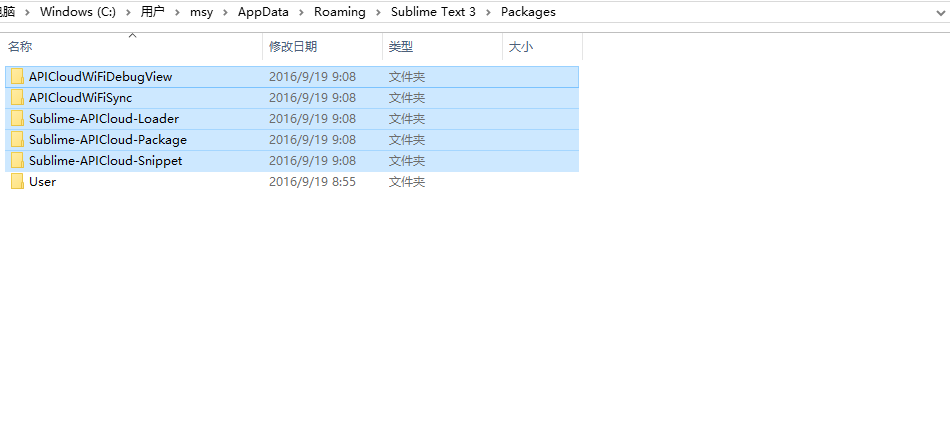 电脑 › Windows (C:) › 用户 › msy › AppData › Roaming › Sublime Text 3 › Packages
名称 修改日期 类型 大小
APICloudWiFiDebugView 2016/9/19 9:08 文件夹
APICloudWiFiSync 2016/9/19 9:08 文件夹
Sublime-APICloud-Loader 2016/9/19 9:08 文件夹
Sublime-APICloud-Package 2016/9/19 9:08 文件夹
Sublime-APICloud-Snippet 2016/9/19 9:08 文件夹
User 2016/9/19 8:55 文件夹